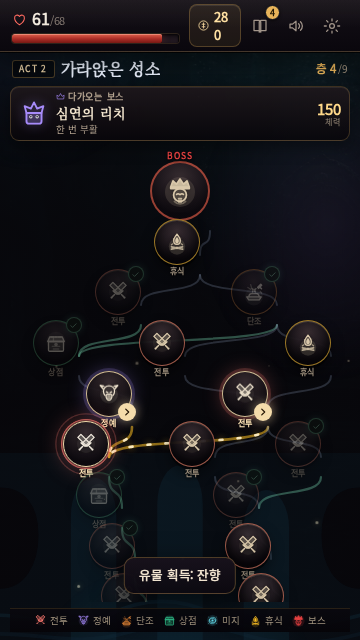 61/68
28
0
4
ACT 2 가라앉은 성소
층 4/9
다가오는 보스
심연의 리치
한 번 부활
150
체력
BOSS
휴식
전투
단조
상점
전투
휴식
정예
전투
전투
전투
전투
상점
전투
전투
전투
유물 획득: 잔향
전투
정예
단조
상점
미지
휴식
보스